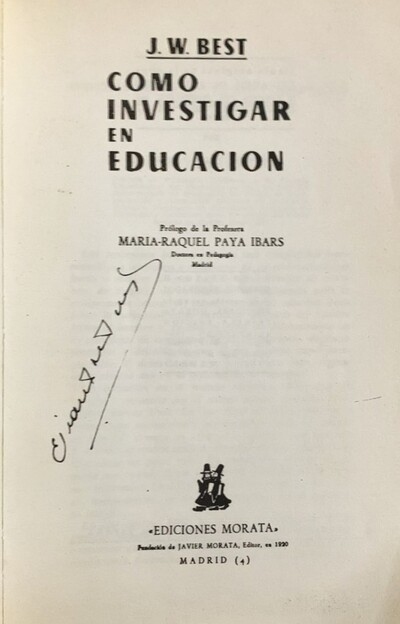 J. W. BEST
COMO
INVESTIGAR
EN
EDUCACION
Prólogo de la Profesora
MARIA-RAQUEL PAYA IBARS
Doctora en Pedagogía
Madrid
«EDICIONES MORATA»
Fundación de JAVIER MORATA, Editor, en 1920
MADRID (4)